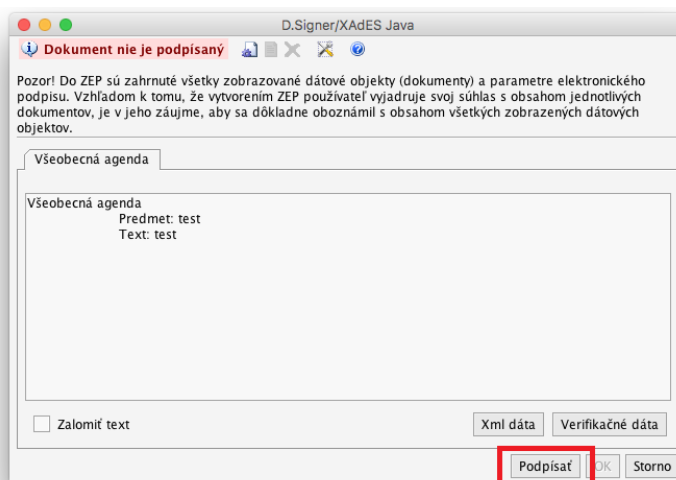 D.Signer/XAdES Java
Dokument nie je podpísaný
Pozor! Do ZEP sú zahrnuté všetky zobrazované dátové objekty (dokumenty) a parametre elektronického
podpisu. Vzhľadom k tomu, že vytvorením ZEP používateľ vyjadruje svoj súhlas s obsahom jednotlivých
dokumentov, je v jeho záujme, aby sa dôkladne oboznámil s obsahom všetkých zobrazených dátových
objektov.
Všeobecná agenda
Všeobecná agenda
Predmet: test
Text: test
Zalomiť text
Xml dáta Verifikačné dáta
Podpísať OK Storno